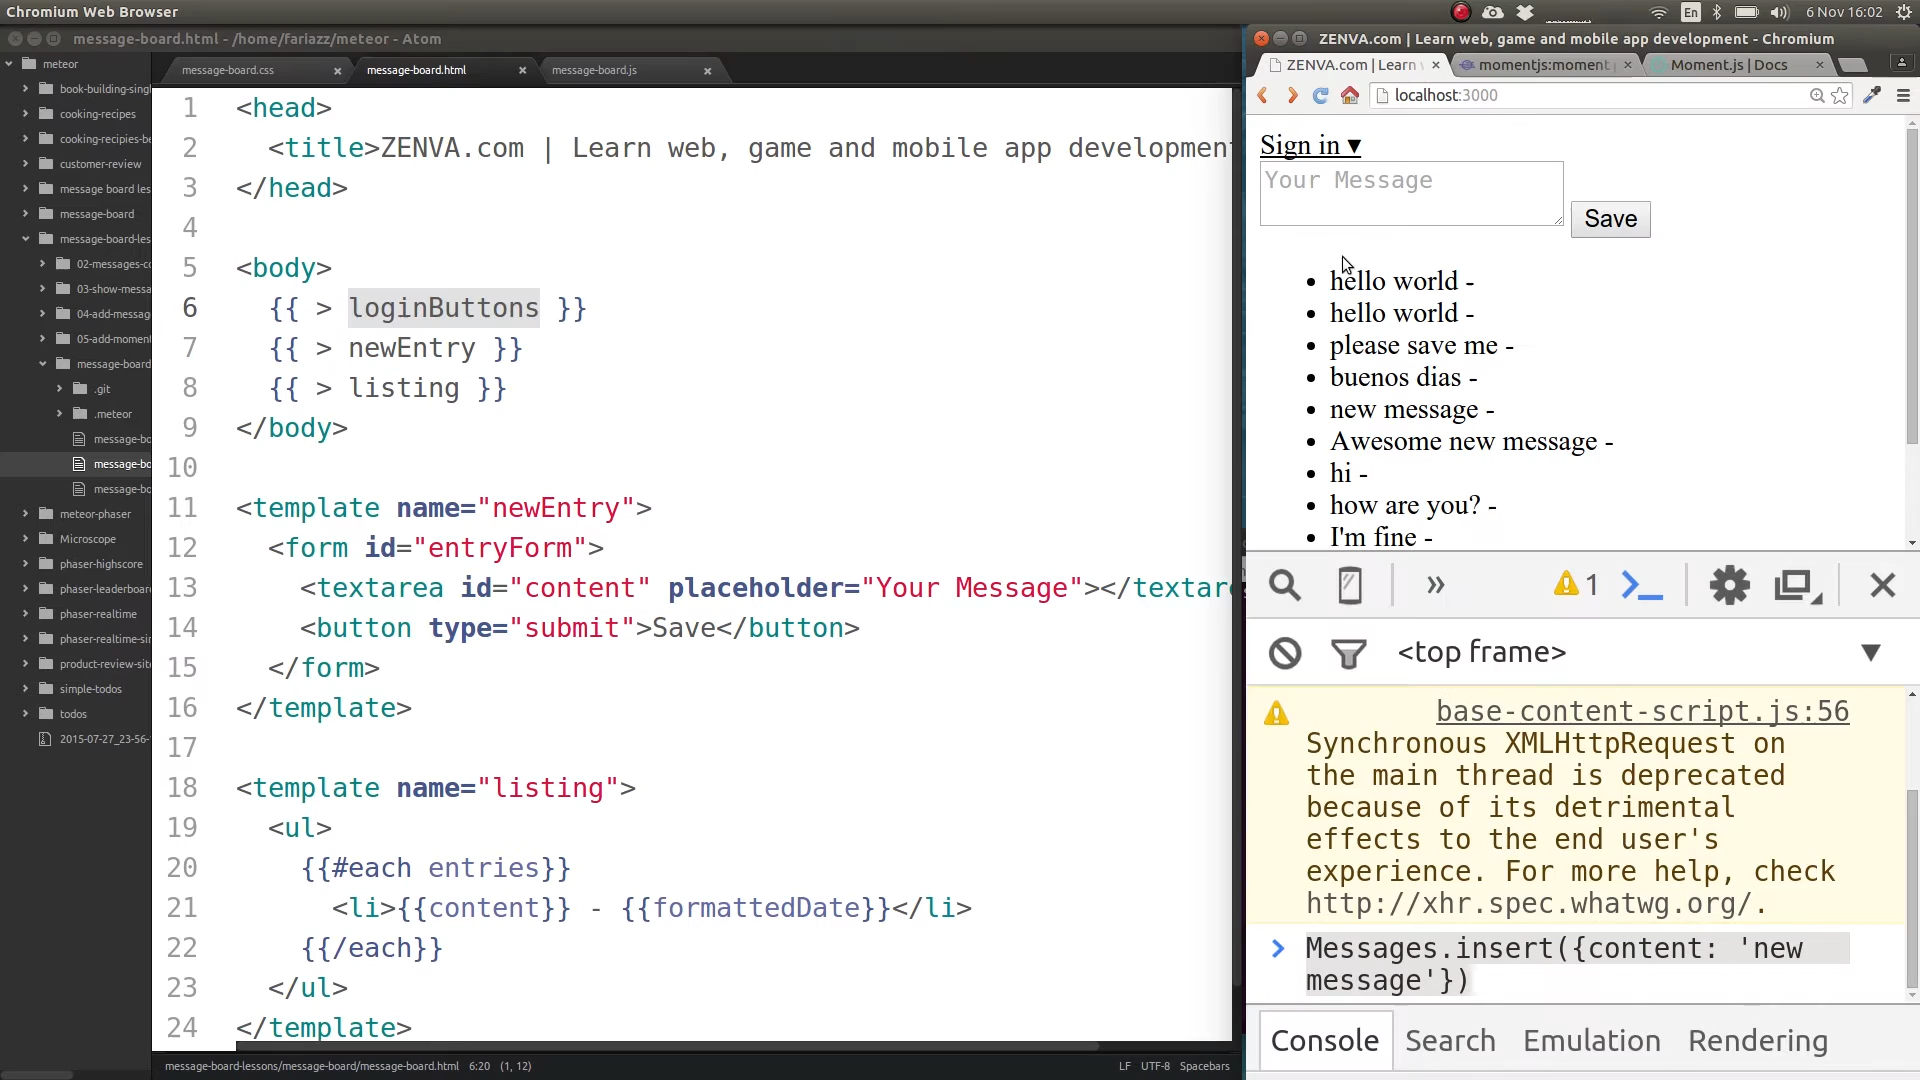 Chromium Web Browser
En
6 Nov 16:02
message-board.html - /home/fariazz/meteor - Atom
meteor
book-building-singl
cooking-recipes
cooking-recipies-be
customer-review
message board les
message-board
message-board-les
02-messages-co
03-show-messa
04-add-messag
05-add-momen
message-board
.git
.meteor
message-bo
message-bo
message-bo
meteor-phaser
Microscope
phaser-highscore
phaser-leaderboard
phaser-realtime
phaser-realtime-sin
product-review-site
simple-todos
todos
2015-07-27_23-56-
message-board.css
message-board.html
message-board.js
1 <head>
2 <title>ZENVA.com | Learn web, game and mobile app development
3 </head>
4
5 <body>
6 {{ > loginButtons }}
7 {{ > newEntry }}
8 {{ > listing }}
9 </body>
10
11 <template name="newEntry">
12 <form id="entryForm">
13 <textarea id="content" placeholder="Your Message"></textare
14 <button type="submit">Save</button>
15 </form>
16 </template>
17
18 <template name="listing">
19 <ul>
20 {{#each entries}}
21 <li>{{content}} - {{formattedDate}}</li>
22 {{/each}}
23 </ul>
24 </template>
message-board-lessons/message-board/message-board.html 6:20 (1, 12)
LF UTF-8 Spacebars
ZENVA.com | Learn web, game and mobile app development - Chromium
ZENVA.com | Learn
momentjs:moment
Moment.js | Docs
localhost:3000
Sign in ▾
Your Message
Save
• hello world -
• hello world -
• please save me -
• buenos dias -
• new message -
• Awesome new message -
• hi -
• how are you? -
• I'm fine -
1
<top frame>
base-content-script.js:56
Synchronous XMLHttpRequest on
the main thread is deprecated
because of its detrimental
effects to the end user's
experience. For more help, check
http://xhr.spec.whatwg.org/.
> Messages.insert({content: 'new
message'})
Console Search Emulation Rendering